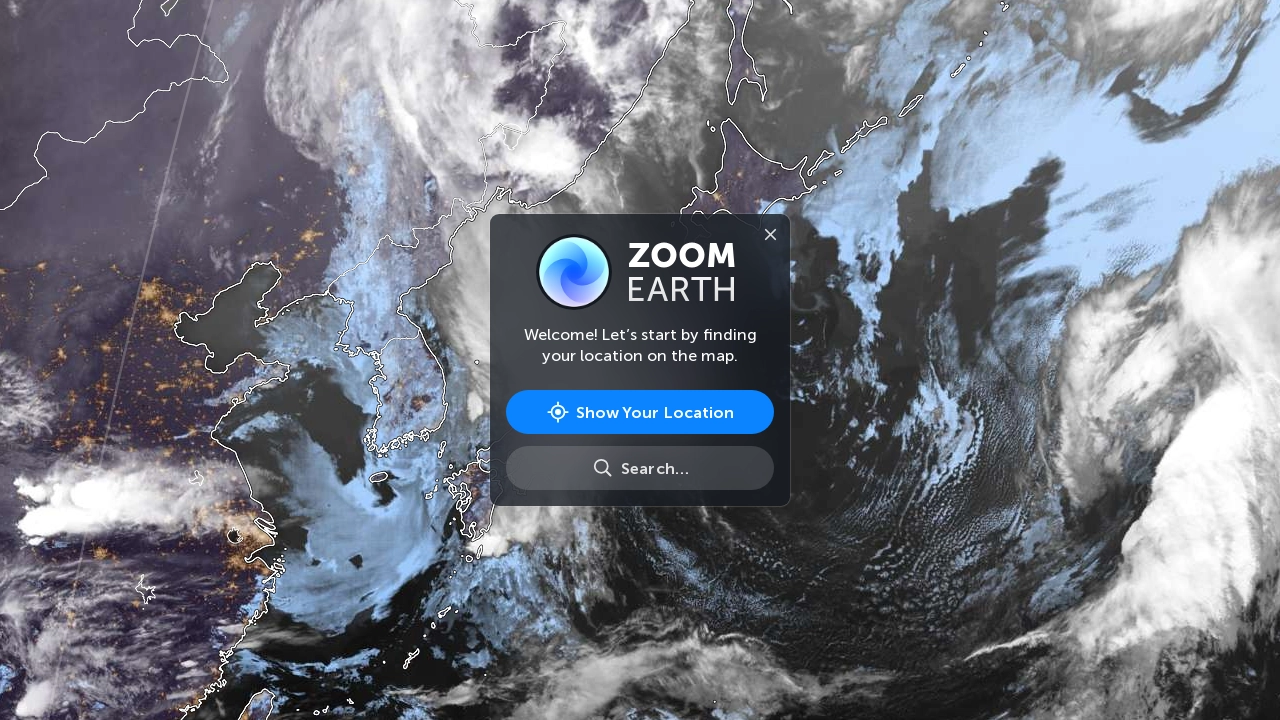 ZOOM
EARTH
Welcome! Let’s start by finding
your location on the map.
Show Your Location
Search…